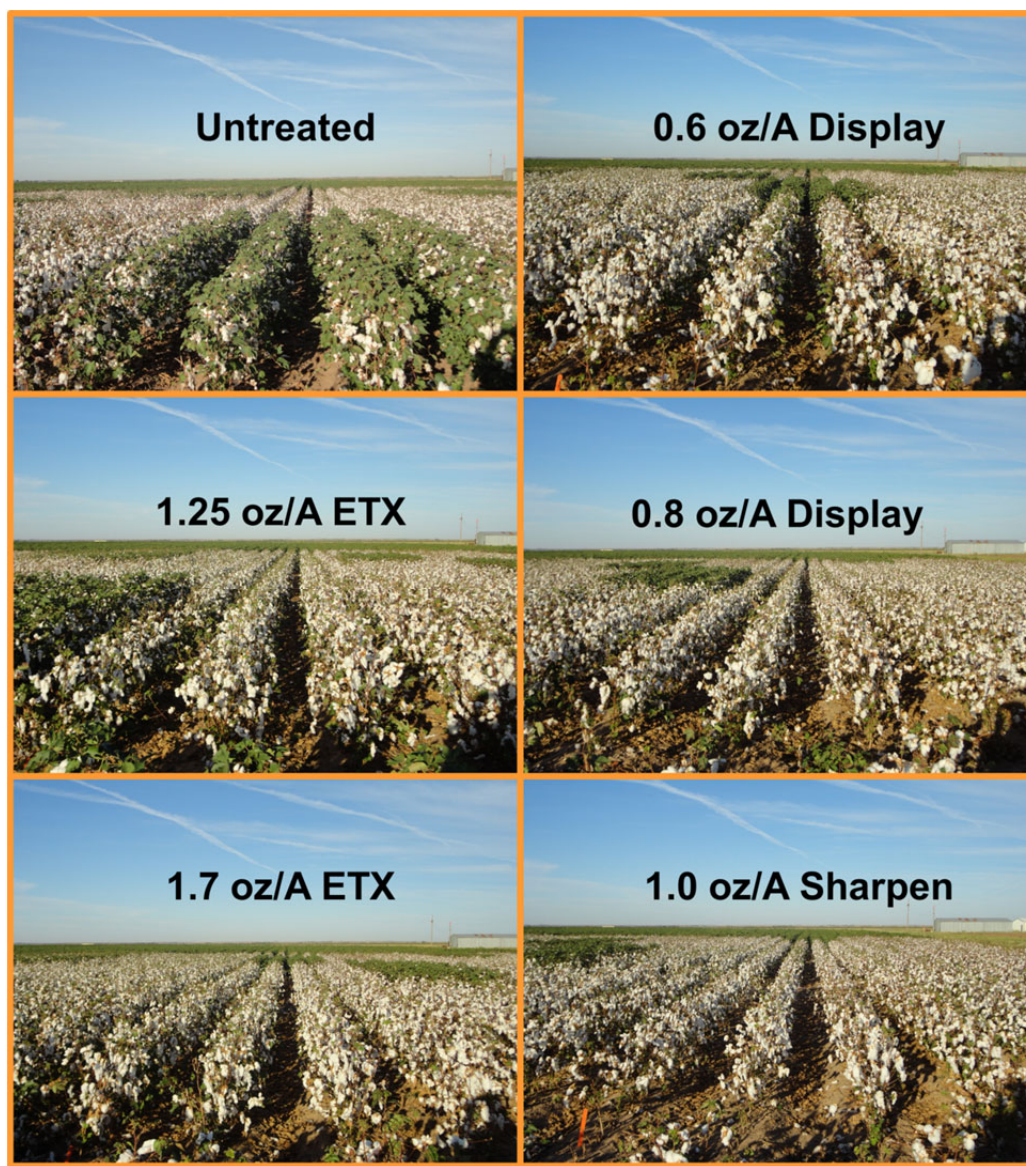 Untreated
0.6 oz/A Display
1.25 oz/A ETX
0.8 oz/A Display
1.7 oz/A ETX
1.0 oz/A Sharpen